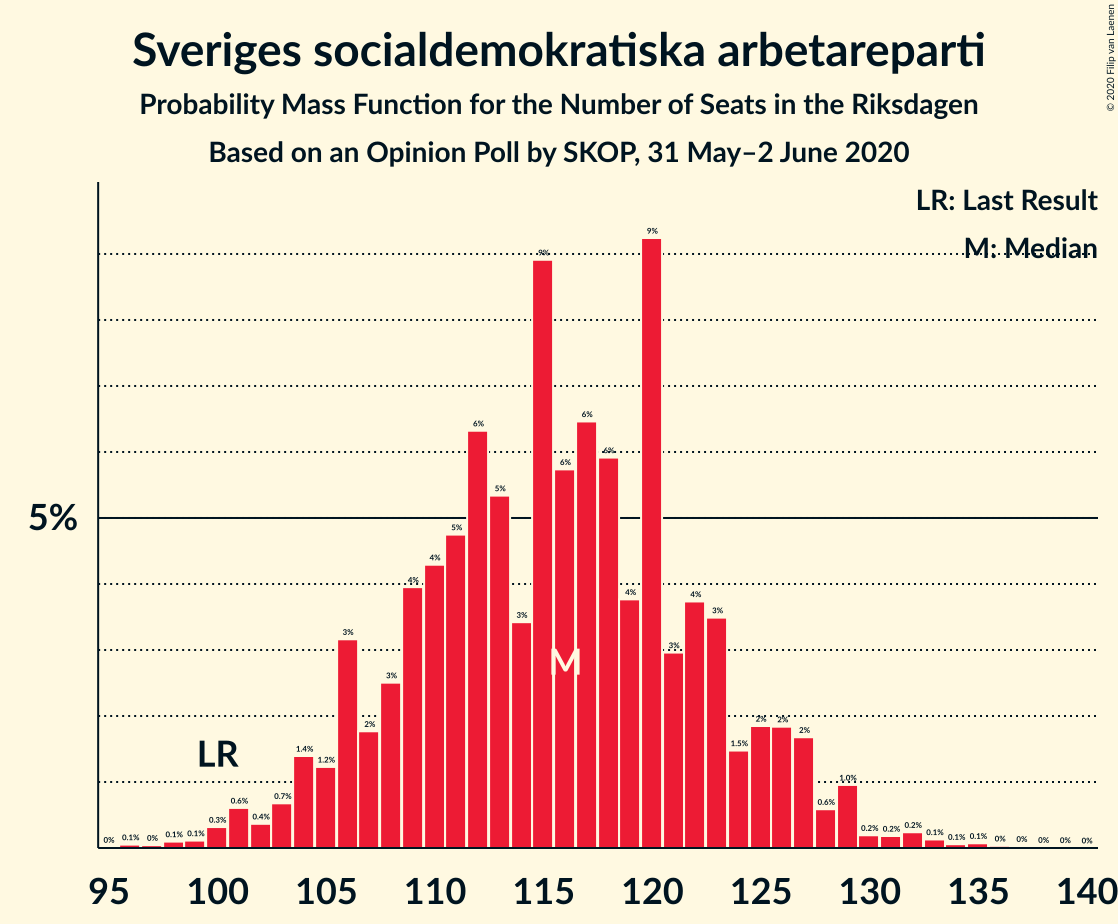 Sveriges socialdemokratiska arbetareparti
Probability Mass Function for the Number of Seats in the Riksdagen
Based on an Opinion Poll by SKOP, 31 May–2 June 2020
© 2020 Filip van Laenen
LR: Last Result
M: Median
5%
LR
M
0% 0.1% 0% 0.1% 0.1% 0.3% 0.6% 0.4% 0.7% 1.4% 1.2% 3% 2% 3% 4% 4% 5% 6% 5% 3% 9% 6% 6% 6% 4% 9% 3% 4% 3% 1.5% 2% 2% 2% 0.6% 1.0% 0.2% 0.2% 0.2% 0.1% 0.1% 0.1% 0% 0% 0% 0% 0%
95 100 105 110 115 120 125 130 135 140